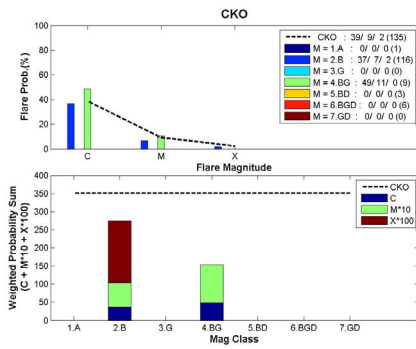 CKO
Flare Prob.(%)
100
80
60
40
20
0
C M X
Flare Magnitude
CKO : 39/ 9/ 2 (135)
M = 1.A : 0/ 0/ 0 (1)
M = 2.B : 37/ 7/ 2 (116)
M = 3.G : 0/ 0/ 0 (0)
M = 4.BG : 49/ 11/ 0 (9)
M = 5.BD : 0/ 0/ 0 (3)
M = 6.BGD : 0/ 0/ 0 (6)
M = 7.GD : 0/ 0/ 0 (0)
Weighted Probability Sum
(C + M*10 + X*100)
400
350
300
250
200
150
100
50
0
1.A 2.B 3.G 4.BG 5.BD 6.BGD 7.GD
Mag Class
CKO
C
M*10
X*100